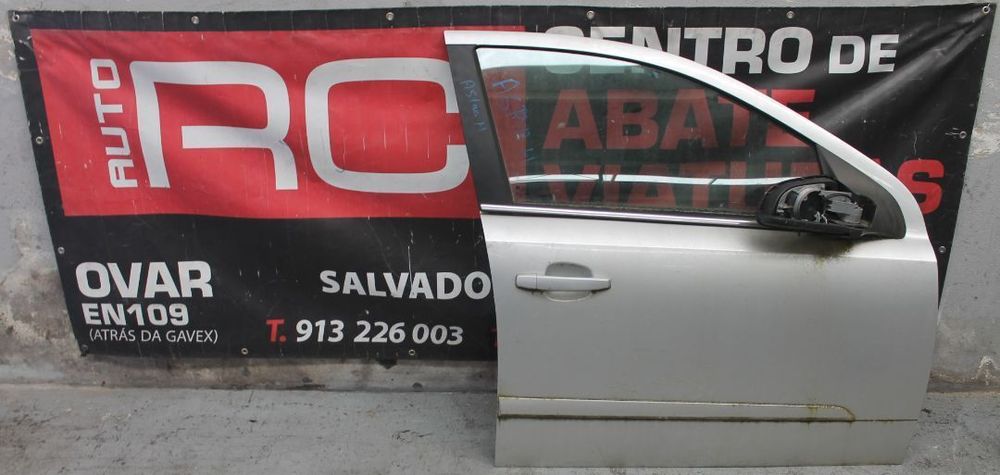 AUTO
RC
CENTRO DE
ABATE
OVAR
EN109
(ATRÁS DA GAVEX)
SALVADO
T. 913 226 003